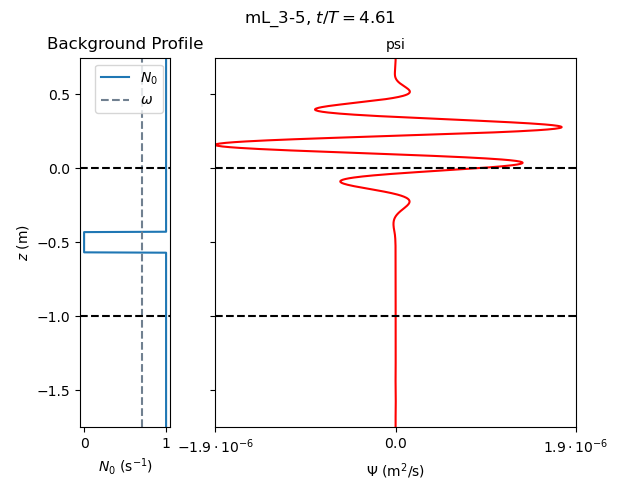 mL_3-5, t/T = 4.61
Background Profile
psi
N₀
ω
0.5
0.0
−0.5
−1.0
−1.5
z (m)
0
1
N₀ (s⁻¹)
−1.9 · 10⁻⁶
0.0
1.9 · 10⁻⁶
Ψ (m²/s)